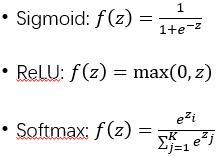 • Sigmoid: f(z) = 1 / (1+e^{-z})
• ReLU: f(z) = max(0, z)
• Softmax: f(z) = e^{z_i} / ∑_{j=1}^{K} e^{z_j}